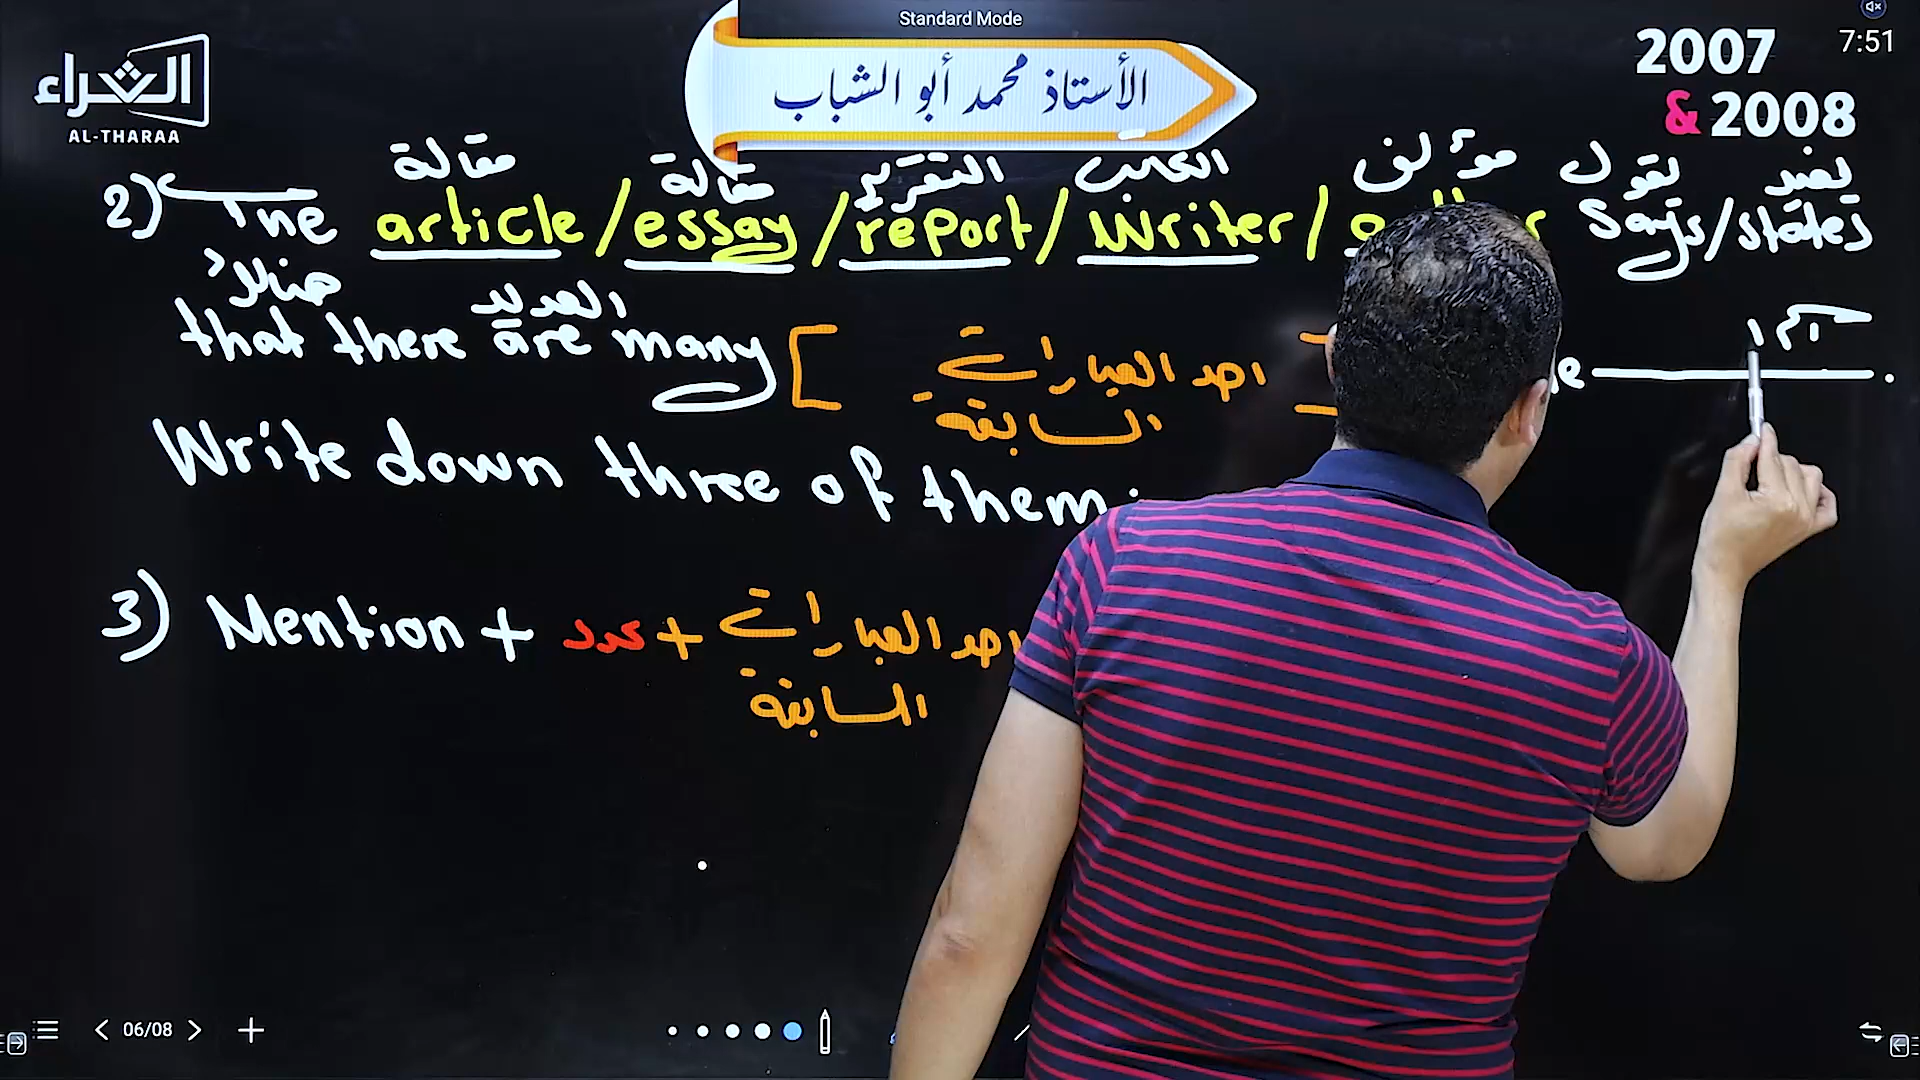 Standard Mode
7:51
الثراء
AL-THARAA
الأستاذ محمد أبو الشباب
2007
& 2008
مقالة مقالة التقرير الكاتب مؤلف تقول تفيد
2) The article / essay / report / writer / says / states
هنالك العديد
that there are many [ احد العبارات
السابقة
Write down three of them.
3) Mention + عدد + احد العبارات
السابقة
06/08